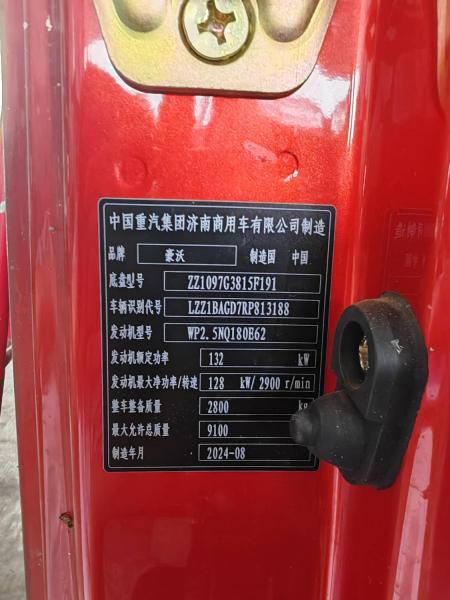 中国重汽集团济南商用车有限公司制造
品牌 豪沃 制造国 中国
底盘型号 ZZ1097G3815F191
车辆识别代号 LZZ1BAGD7RP813188
发动机型号 WP2.5NQ180E62
发动机额定功率 132 kW
发动机最大净功率/转速 128 kW/ 2900 r/min
整车整备质量 2800 kg
最大允许总质量 9100
制造年月 2024-08